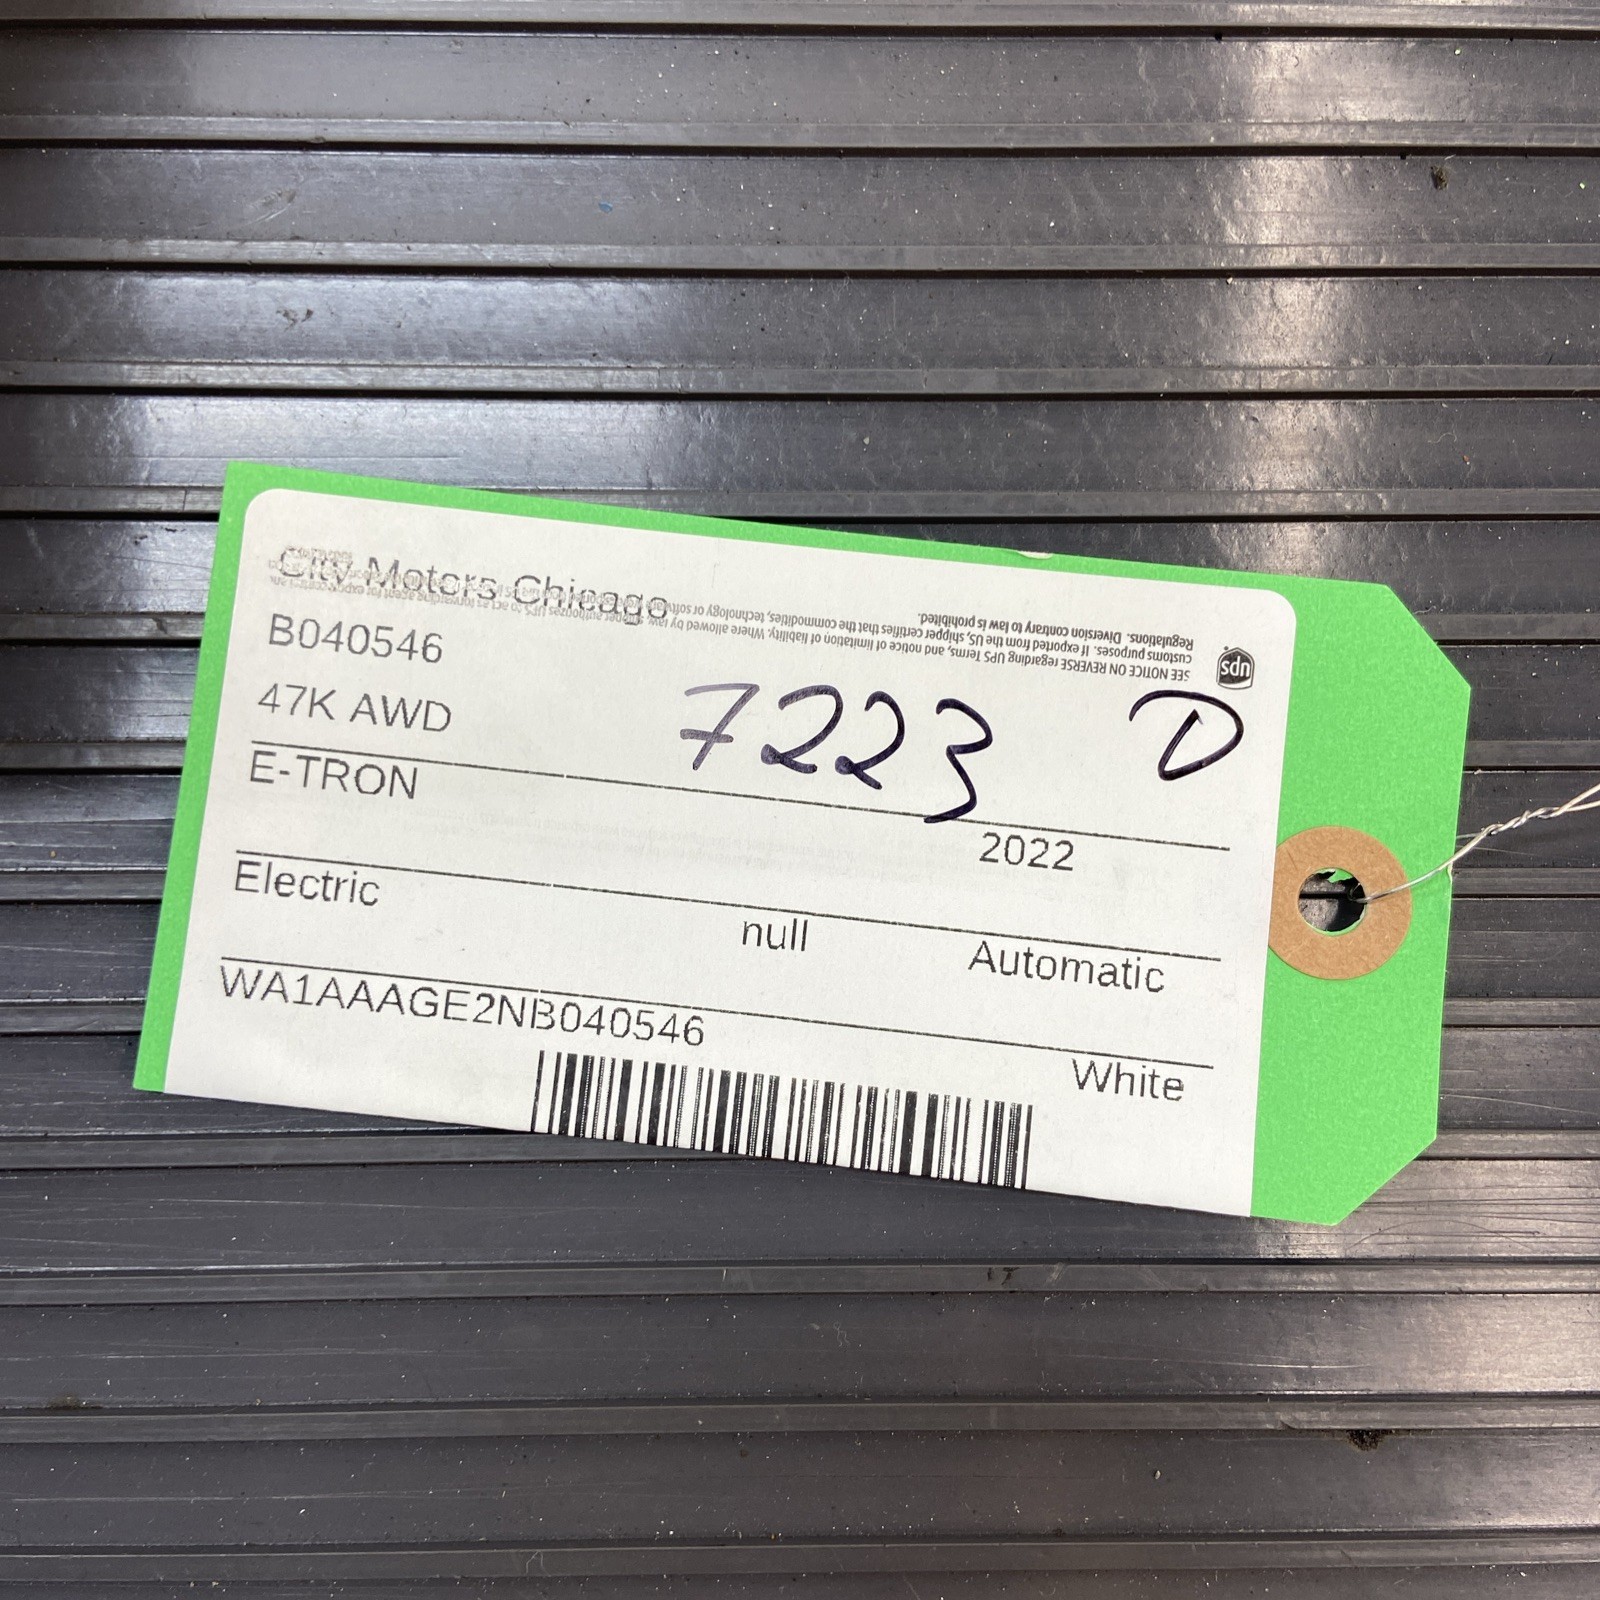 City Motors Chicago
B040546
47K AWD
7223 D
E-TRON
2022
Electric
null
Automatic
WA1AAAGE2NB040546
White
ups
SEE NOTICE ON REVERSE regarding UPS Terms, and notice of limitation of liability. Where allowed by law, shipper authorizes UPS to act as forwarding agent for export control and
customs purposes. If exported from the US, shipper certifies that the commodities, technology or software
Regulations. Diversion contrary to law is prohibited.